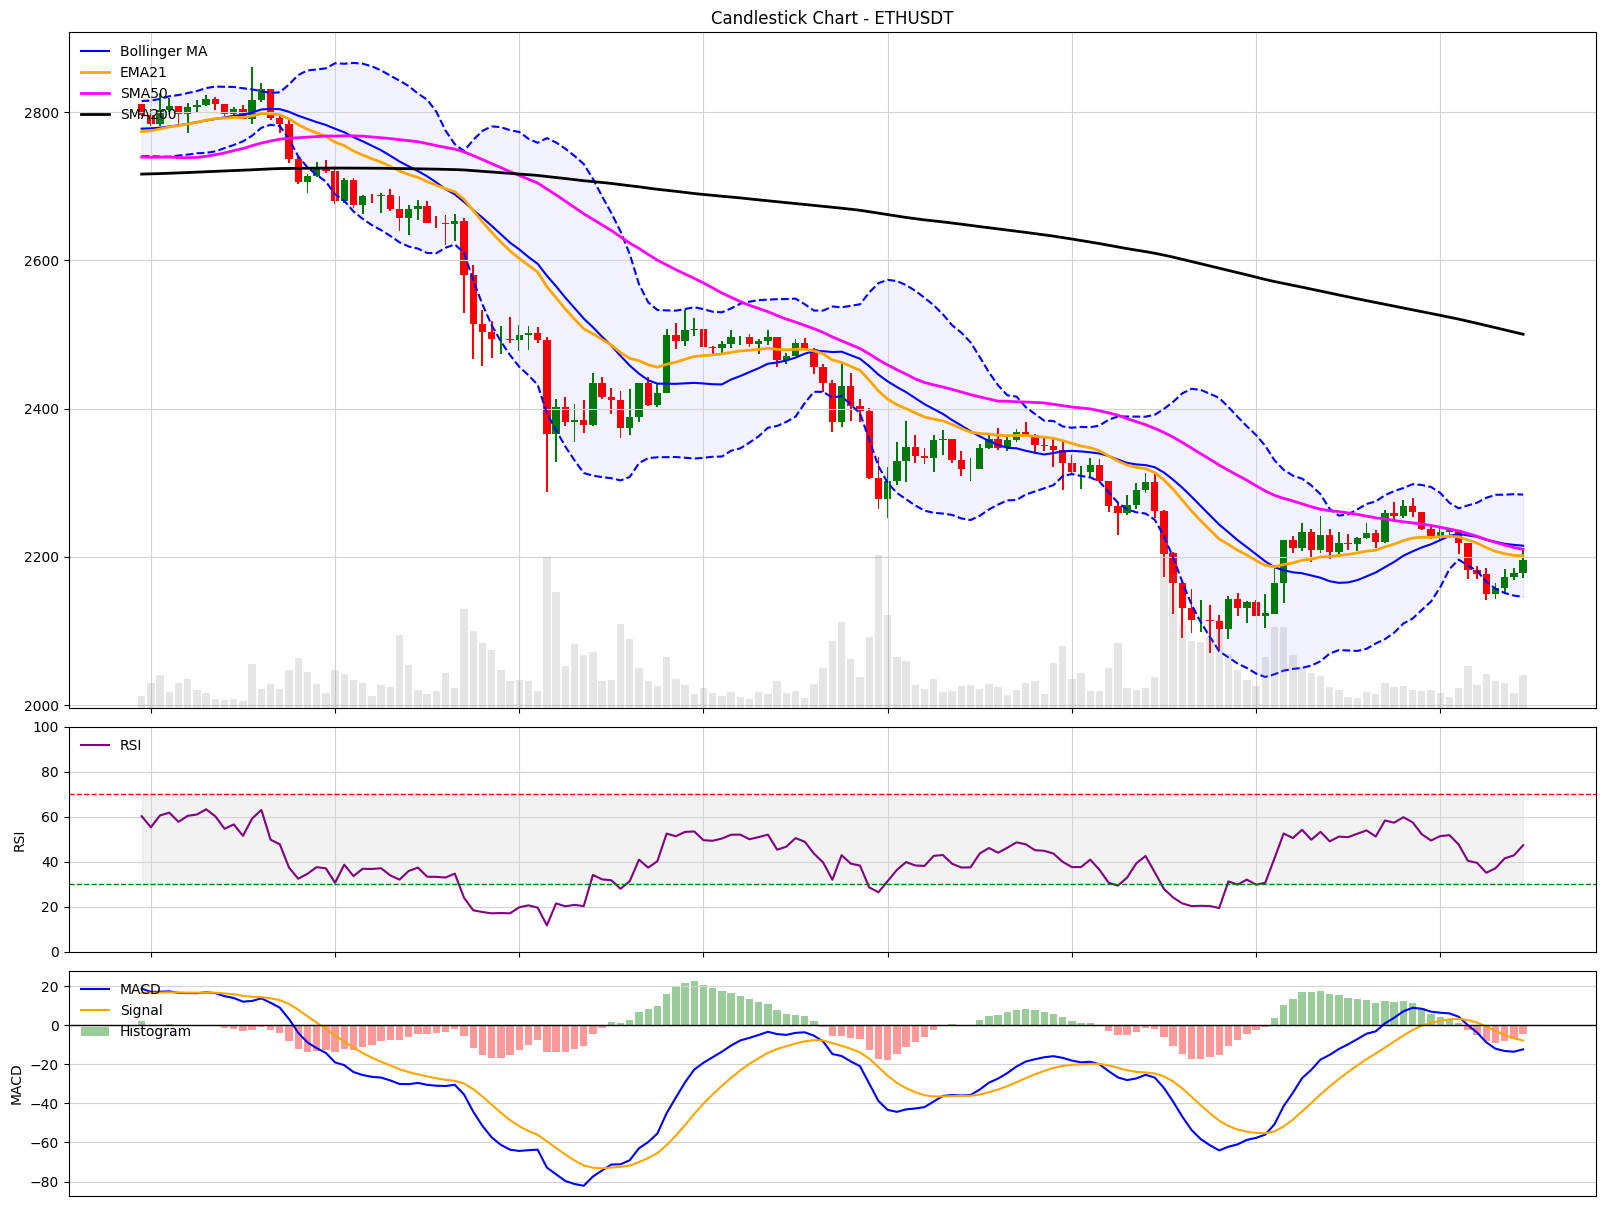 Candlestick Chart - ETHUSDT
Bollinger MA
EMA21
SMA50
SMA200
2800
2600
2400
2200
2000
RSI
100
80
60
40
20
0
RSI
MACD
Signal
Histogram
20
0
−20
−40
−60
−80
MACD